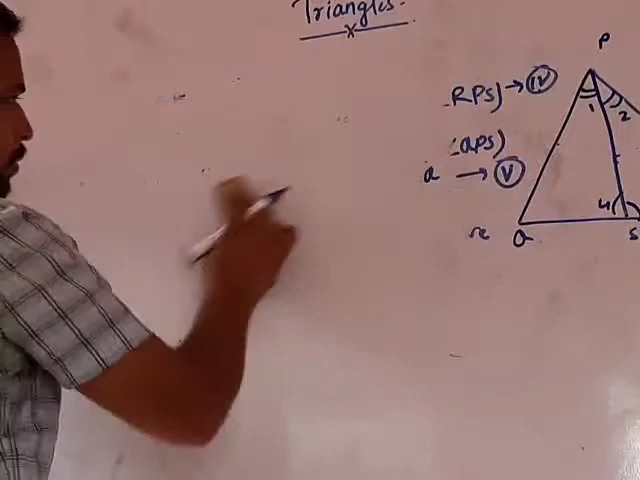 Triangles.
x
RPS) → IV
P
1 2
(QPS)
→ V
4
Q
S